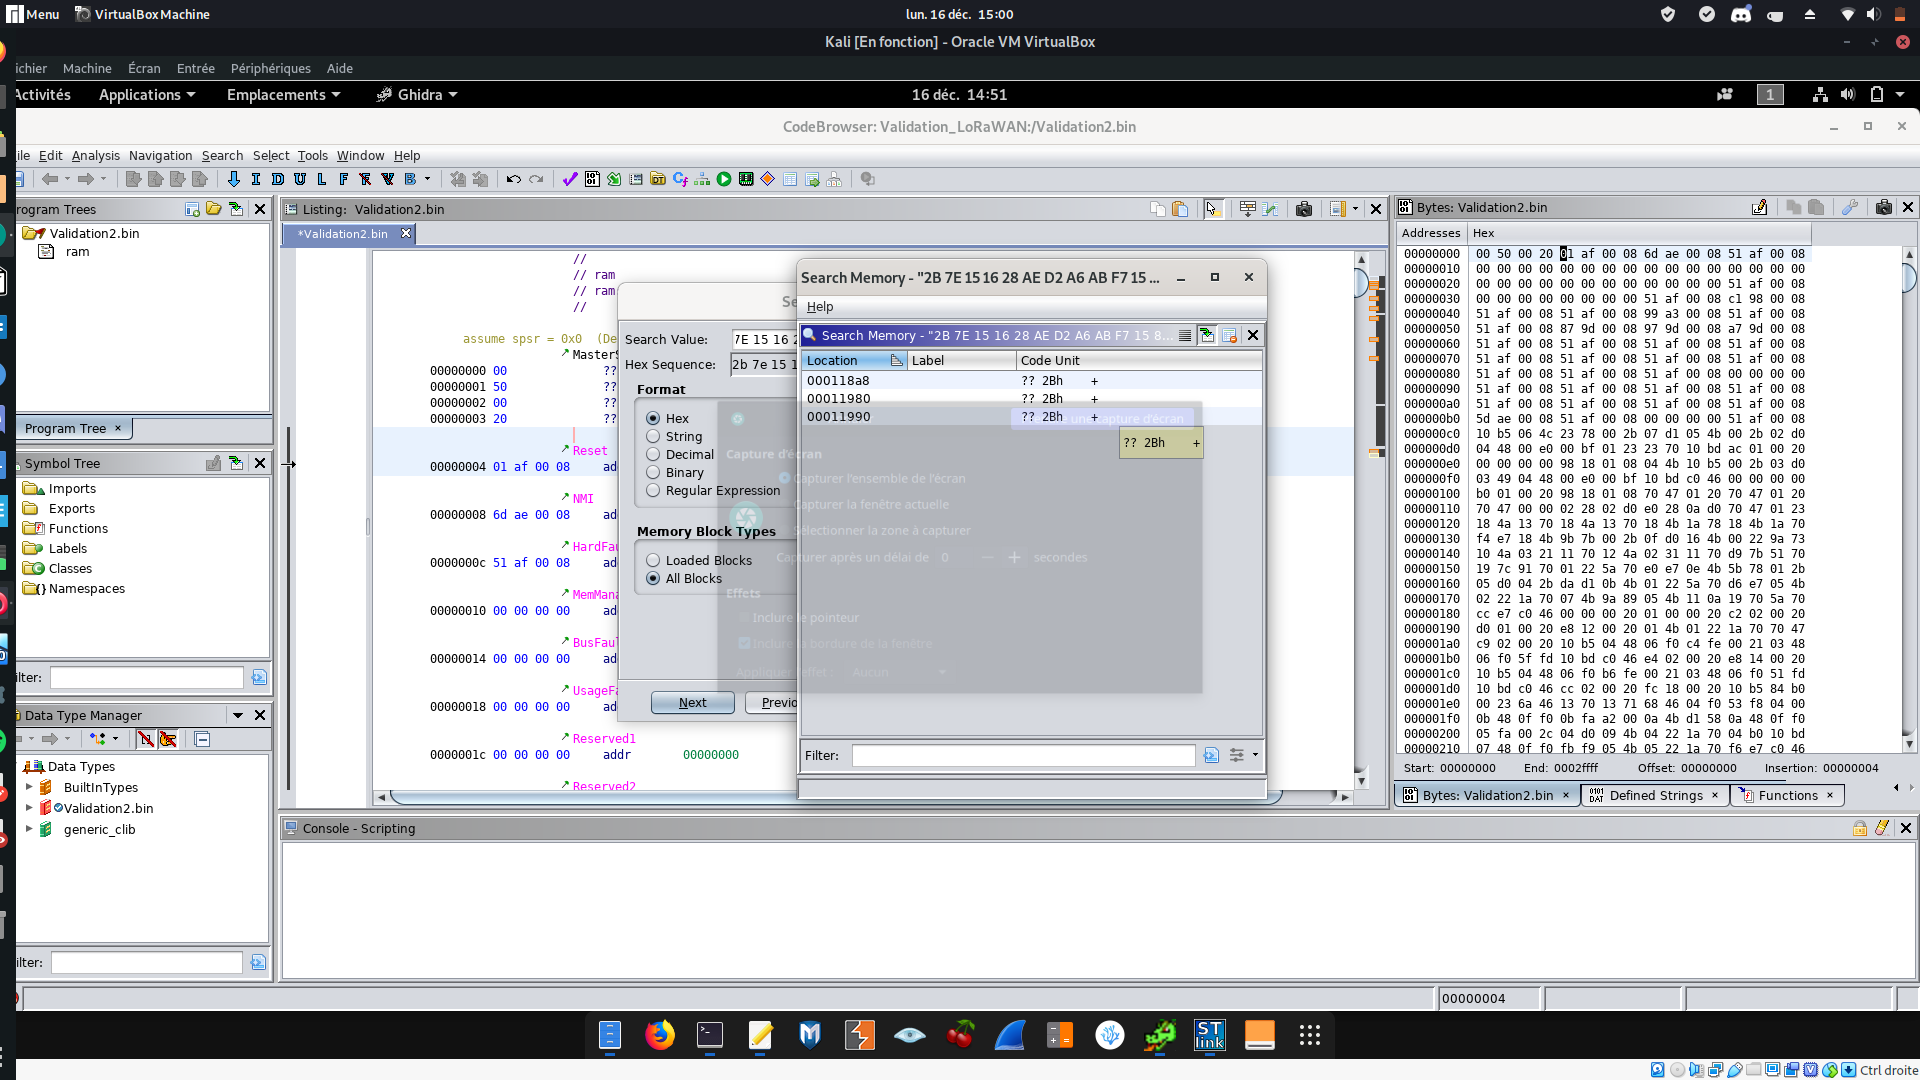 Menu
VirtualBox Machine
lun. 16 déc. 15:00
Kali [En fonction] - Oracle VM VirtualBox
ichier Machine Écran Entrée Périphériques Aide
Activités Applications Emplacements Ghidra
16 déc. 14:51
1
CodeBrowser: Validation_LoRaWAN:/Validation2.bin
ile Edit Analysis Navigation Search Select Tools Window Help
rogram Trees
Validation2.bin
ram
Program Tree ×
Symbol Tree
Imports
Exports
Functions
Labels
Classes
Namespaces
ilter:
Data Type Manager
Data Types
BuiltInTypes
Validation2.bin
generic_clib
ilter:
Listing: Validation2.bin
*Validation2.bin
//
// ram
// ram
//
assume spsr = 0x0 (De
MasterS
00000000 00 ??
00000001 50 ??
00000002 00 ??
00000003 20 ??
Reset
00000004 01 af 00 08 ad
NMI
00000008 6d ae 00 08 ad
HardFau
0000000c 51 af 00 08 ad
MemMana
00000010 00 00 00 00 ad
BusFaul
00000014 00 00 00 00 ad
UsageFa
00000018 00 00 00 00 ad
Reserved1
0000001c 00 00 00 00 addr 00000000
Reserved2
Se
Search Value: 7E 15 16 2
Hex Sequence: 2b 7e 15 1
Format
Hex
String
Decimal
Binary
Regular Expression
Memory Block Types
Loaded Blocks
All Blocks
Next
Previo
Search Memory - "2B 7E 15 16 28 AE D2 A6 AB F7 15 ...
Help
Search Memory - "2B 7E 15 16 28 AE D2 A6 AB F7 15 8...
Location Label Code Unit
000118a8 ?? 2Bh +
00011980 ?? 2Bh +
00011990 ?? 2Bh +
une capture d'écran
?? 2Bh +
Capture d'écran
Capturer l'ensemble de l'écran
Capturer la fenêtre actuelle
Sélectionner la zone à capturer
Capturer après un délai de 0 — + secondes
Effets
Inclure le pointeur
Inclure la bordure de la fenêtre
Appliquer l'effet : Aucun
Filter:
Bytes: Validation2.bin
Addresses Hex
00000000 00 50 00 20 01 af 00 08 6d ae 00 08 51 af 00 08
00000010 00 00 00 00 00 00 00 00 00 00 00 00 00 00 00 00
00000020 00 00 00 00 00 00 00 00 00 00 00 00 51 af 00 08
00000030 00 00 00 00 00 00 00 00 51 af 00 08 c1 98 00 08
00000040 51 af 00 08 51 af 00 08 99 a3 00 08 51 af 00 08
00000050 51 af 00 08 87 9d 00 08 97 9d 00 08 a7 9d 00 08
00000060 51 af 00 08 51 af 00 08 51 af 00 08 51 af 00 08
00000070 51 af 00 08 51 af 00 08 51 af 00 08 51 af 00 08
00000080 51 af 00 08 51 af 00 08 51 af 00 08 51 af 00 08
00000090 51 af 00 08 51 af 00 08 51 af 00 08 51 af 00 08
000000a0 51 af 00 08 51 af 00 08 51 af 00 08 51 af 00 08
000000b0 5d ae 00 08 51 af 00 08 51 af 00 08 51 af 00 08
000000c0 10 b5 06 4c 23 78 00 2b 07 d1 05 4b 00 2b 02 d0
000000d0 04 48 00 e0 00 bf 01 23 23 70 10 bd ac 01 00 20
000000e0 00 00 00 00 98 18 01 08 04 4b 10 b5 00 2b 03 d0
000000f0 03 49 04 48 00 e0 00 bf 10 bd c0 46 00 00 00 00
00000100 b0 01 00 20 98 18 01 08 70 47 01 20 70 47 01 20
00000110 70 47 00 00 02 28 02 d0 e0 28 0a d0 70 47 01 23
00000120 18 4a 13 70 18 4a 13 70 18 4b 1a 78 18 4b 1a 70
00000130 f4 e7 18 4b 9b 7b 00 2b 0f d0 16 4b 00 22 9a 73
00000140 10 4a 03 21 11 70 12 4a 02 31 11 70 d9 7b 51 70
00000150 19 7c 91 70 01 22 5a 70 e0 e7 0e 4b 5b 78 01 2b
00000160 05 d0 04 2b da d1 0b 4b 01 22 5a 70 d6 e7 05 4b
00000170 02 22 1a 70 07 4b 9a 89 05 4b 11 0a 19 70 5a 70
00000180 cc e7 c0 46 00 00 00 20 01 00 00 20 c2 02 00 20
00000190 d0 01 00 20 e8 12 00 20 01 4b 01 22 1a 70 70 47
000001a0 c9 02 00 20 10 b5 04 48 06 f0 c4 fe 00 21 03 48
000001b0 06 f0 5f fd 10 bd c0 46 e4 02 00 20 e8 14 00 20
000001c0 10 b5 04 48 06 f0 b6 fe 00 21 03 48 06 f0 51 fd
000001d0 10 bd c0 46 cc 02 00 20 fc 18 00 20 10 b5 84 b0
000001e0 00 23 6a 46 13 70 13 71 68 46 04 f0 53 f8 04 00
000001f0 0b 48 0f f0 0b fa a2 00 0a 4b d1 58 0a 48 0f f0
00000200 05 fa 00 2c 04 d0 09 4b 04 22 1a 70 04 b0 10 bd
00000210 07 48 0f f0 fb f9 05 4b 05 22 1a 70 f6 e7 c0 46
Start: 00000000 End: 0002ffff Offset: 00000000 Insertion: 00000004
Bytes: Validation2.bin × Defined Strings × Functions ×
Console - Scripting
00000004
ST
link
Ctrl droite